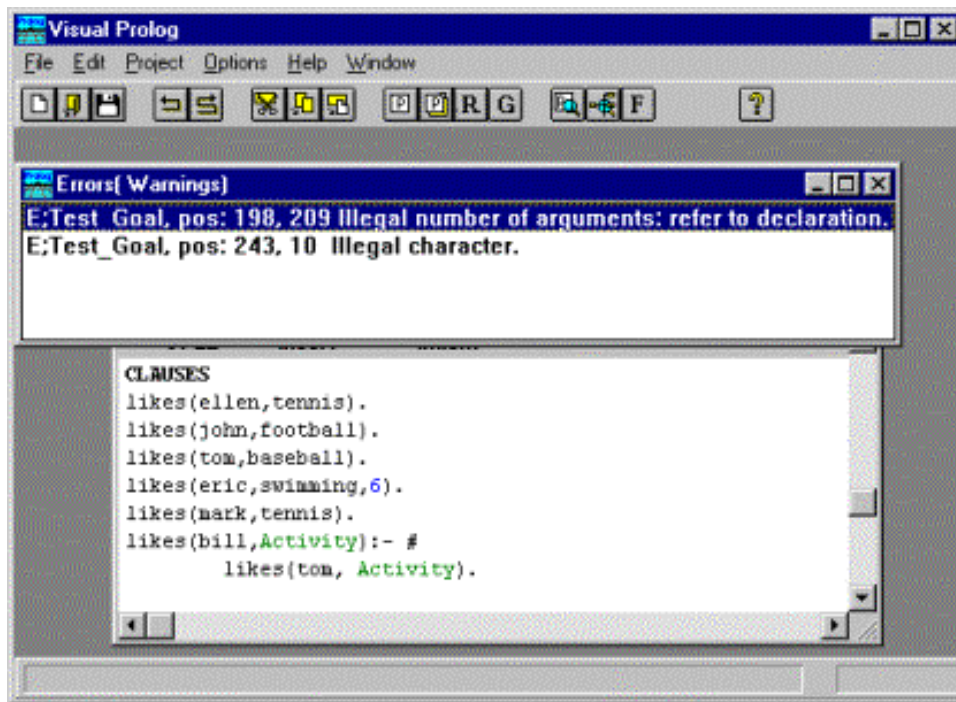 Visual Prolog
File Edit Project Options Help Window
P P R G F ?
Errors( Warnings)
E;Test_Goal, pos: 198, 209 Illegal number of arguments: refer to declaration.
E;Test_Goal, pos: 243, 10 Illegal character.
CLAUSES
likes(ellen,tennis).
likes(john,football).
likes(tom,baseball).
likes(eric,swimming,6).
likes(mark,tennis).
likes(bill,Activity):- #
likes(tom, Activity).